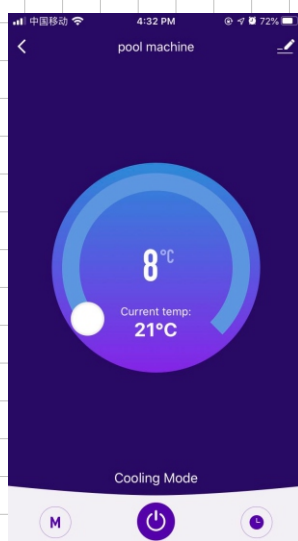 中国移动 4:32 PM 72%
pool machine
8°C
Current temp:
21°C
Cooling Mode
M